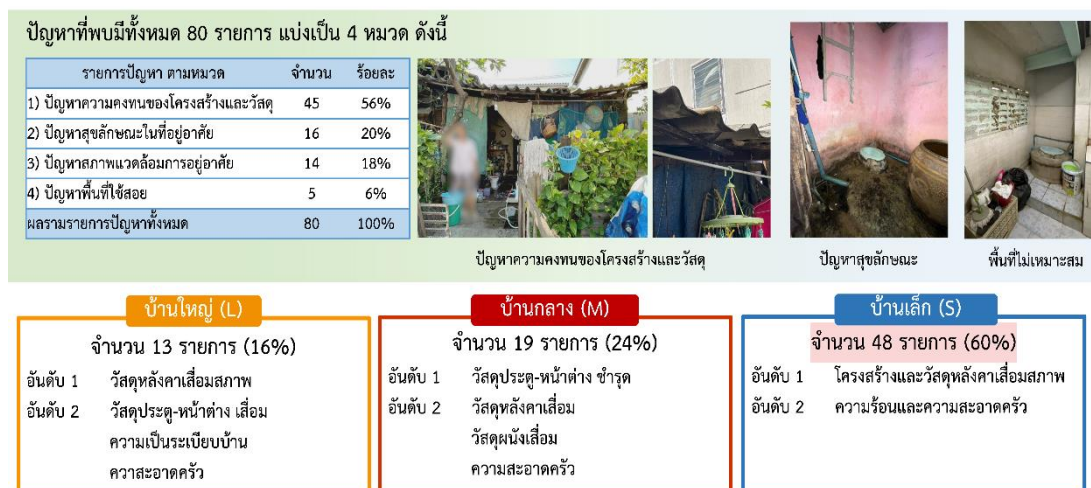 ปัญหาที่พบมีทั้งหมด 80 รายการ แบ่งเป็น 4 หมวด ดังนี้
รายการปัญหา ตามหมวด จำนวน ร้อยละ
1) ปัญหาความคงทนของโครงสร้างและวัสดุ 45 56%
2) ปัญหาสุขลักษณะในที่อยู่อาศัย 16 20%
3) ปัญหาสภาพแวดล้อมการอยู่อาศัย 14 18%
4) ปัญหาพื้นที่ใช้สอย 5 6%
ผลรามรายการปัญหาทั้งหมด 80 100%
ปัญหาความคงทนของโครงสร้างและวัสดุ
ปัญหาสุขลักษณะ
พื้นที่ไม่เหมาะสม
บ้านใหญ่ (L)
จำนวน 13 รายการ (16%)
อันดับ 1 วัสดุหลังคาเสื่อมสภาพ
อันดับ 2 วัสดุประตู-หน้าต่าง เสื่อม
ความเป็นระเบียบบ้าน
ควาสะอาดครัว
บ้านกลาง (M)
จำนวน 19 รายการ (24%)
อันดับ 1 วัสดุประตู-หน้าต่าง ชำรุด
อันดับ 2 วัสดุหลังคาเสื่อม
วัสดุผนังเสื่อม
ความสะอาดครัว
บ้านเล็ก (S)
จำนวน 48 รายการ (60%)
อันดับ 1 โครงสร้างและวัสดุหลังคาเสื่อมสภาพ
อันดับ 2 ความร้อนและความสะอาดครัว